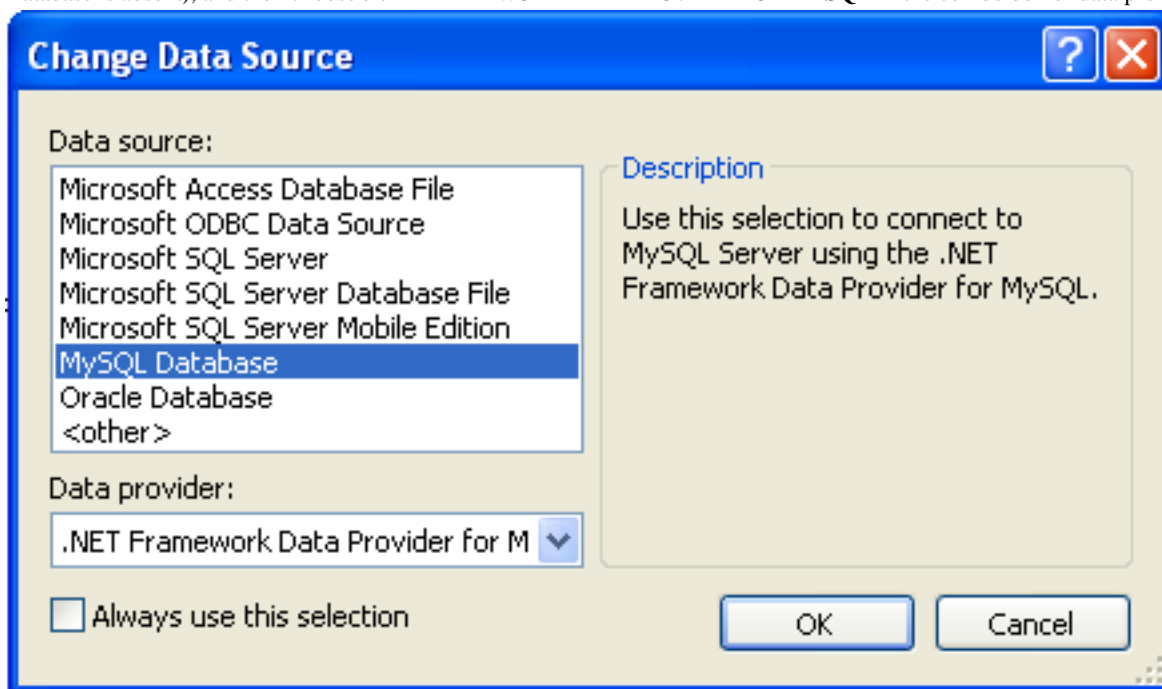 Change Data Source
Data source:
Microsoft Access Database File
Microsoft ODBC Data Source
Microsoft SQL Server
Microsoft SQL Server Database File
Microsoft SQL Server Mobile Edition
MySQL Database
Oracle Database
<other>
Data provider:
.NET Framework Data Provider for M
Always use this selection
Description
Use this selection to connect to
MySQL Server using the .NET
Framework Data Provider for MySQL.
OK
Cancel